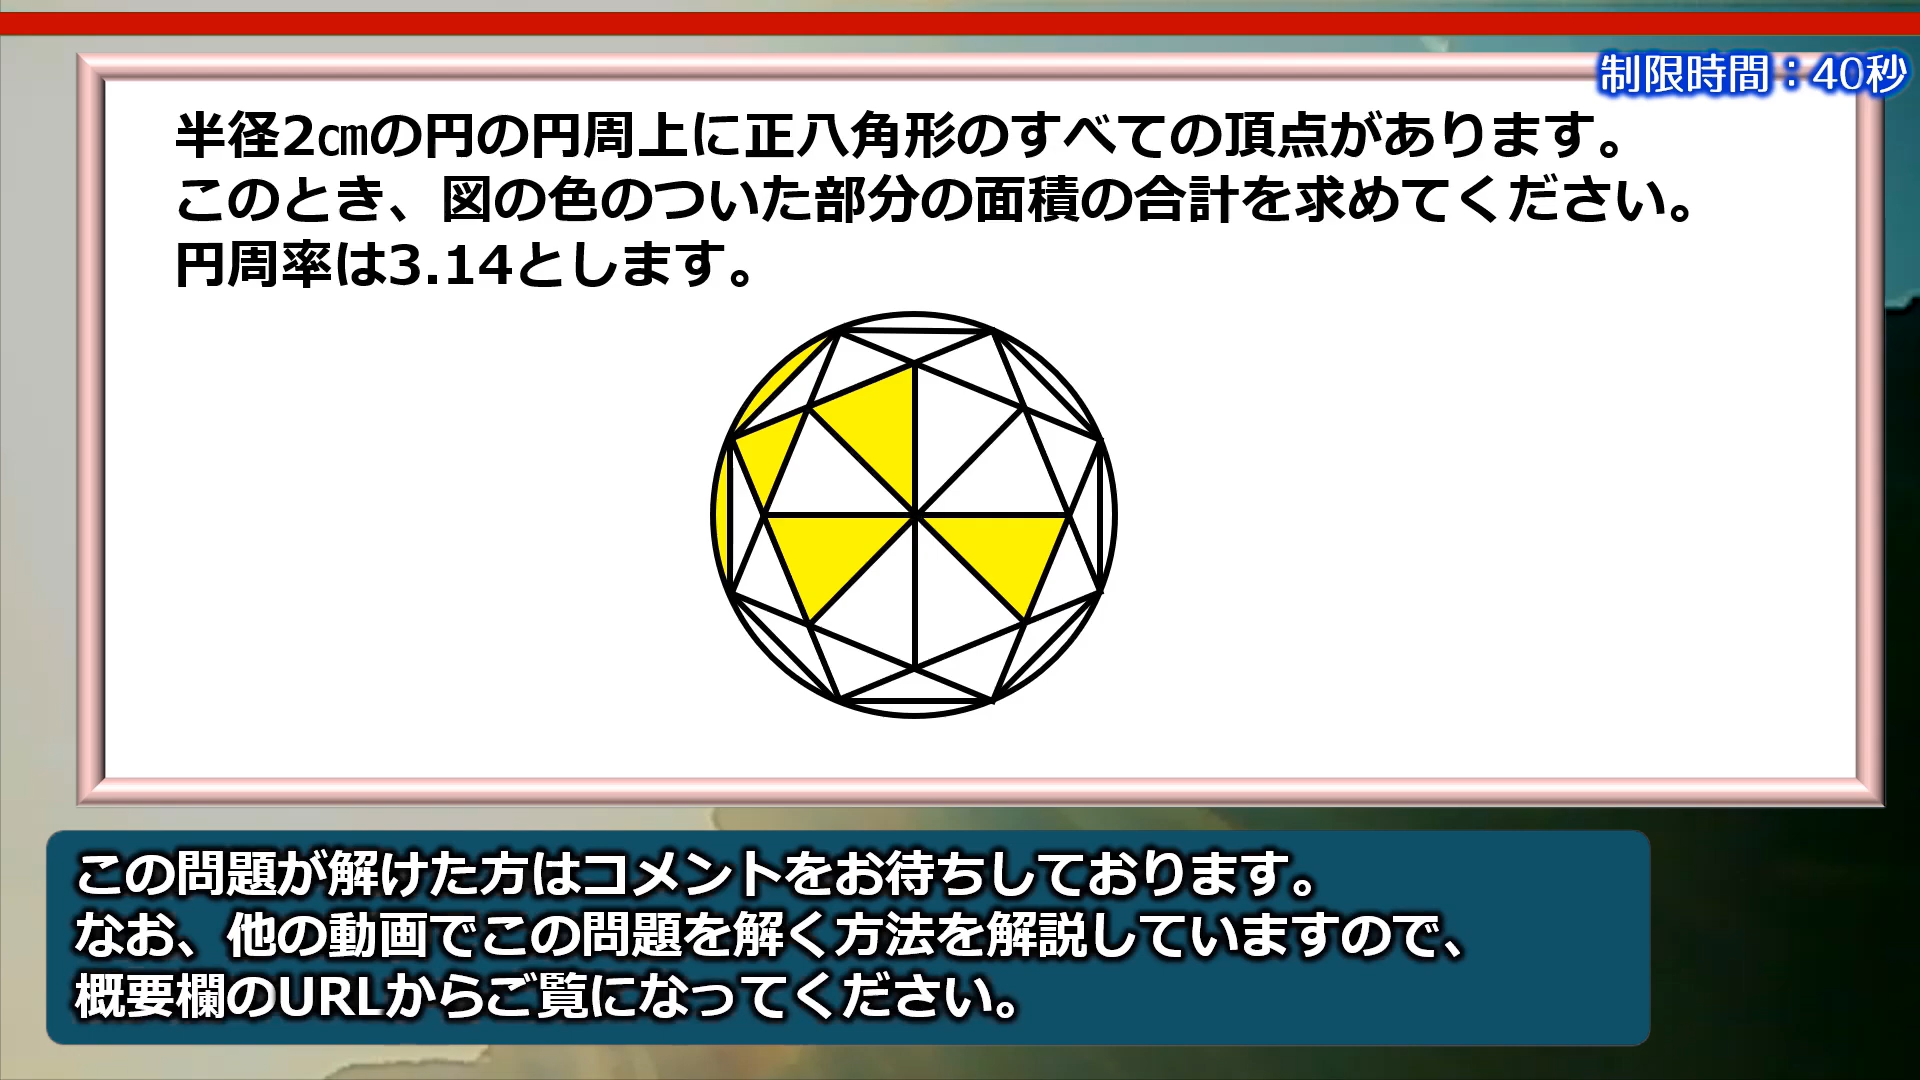 制限時間：40秒
半径2㎝の円の円周上に正八角形のすべての頂点があります。
このとき、図の色のついた部分の面積の合計を求めてください。
円周率は3.14とします。
この問題が解けた方はコメントをお待ちしております。
なお、他の動画でこの問題を解く方法を解説していますので、
概要欄のURLからご覧になってください。